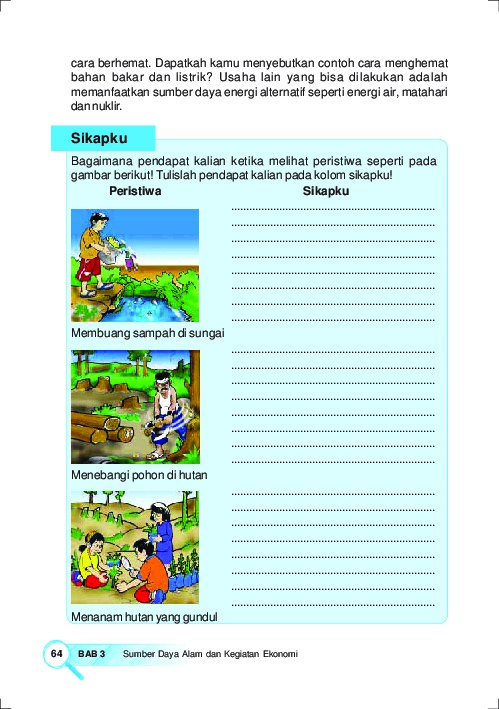 cara berhemat. Dapatkah kamu menyebutkan contoh cara menghemat
bahan bakar dan listrik? Usaha lain yang bisa dilakukan adalah
memanfaatkan sumber daya energi alternatif seperti energi air, matahari
dan nuklir.
Sikapku
Bagaimana pendapat kalian ketika melihat peristiwa seperti pada
gambar berikut! Tulislah pendapat kalian pada kolom sikapku!
Peristiwa Sikapku
Membuang sampah di sungai
Menebangi pohon di hutan
Menanam hutan yang gundul
64 BAB 3 Sumber Daya Alam dan Kegiatan Ekonomi